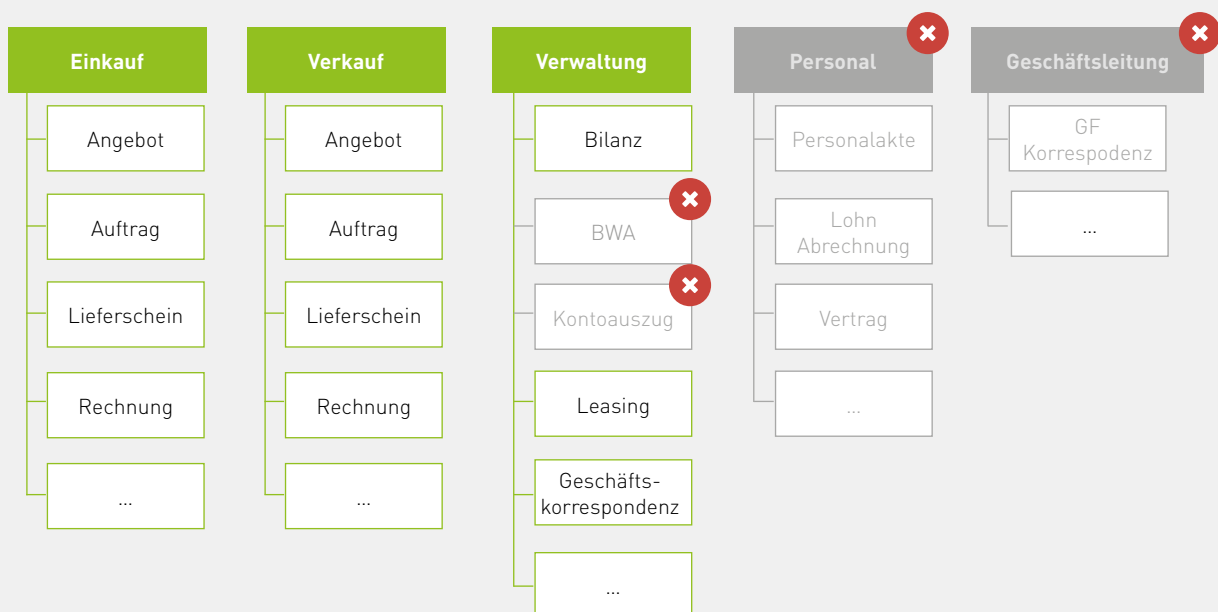 Einkauf
Angebot
Auftrag
Lieferschein
Rechnung
...
Verkauf
Angebot
Auftrag
Lieferschein
Rechnung
...
Verwaltung
Bilanz
BWA
Kontoauszug
Leasing
Geschäfts-
korrespondenz
...
Personal
Personalakte
Lohn
Abrechnung
Vertrag
...
Geschäftsleitung
GF
Korrespodenz
...